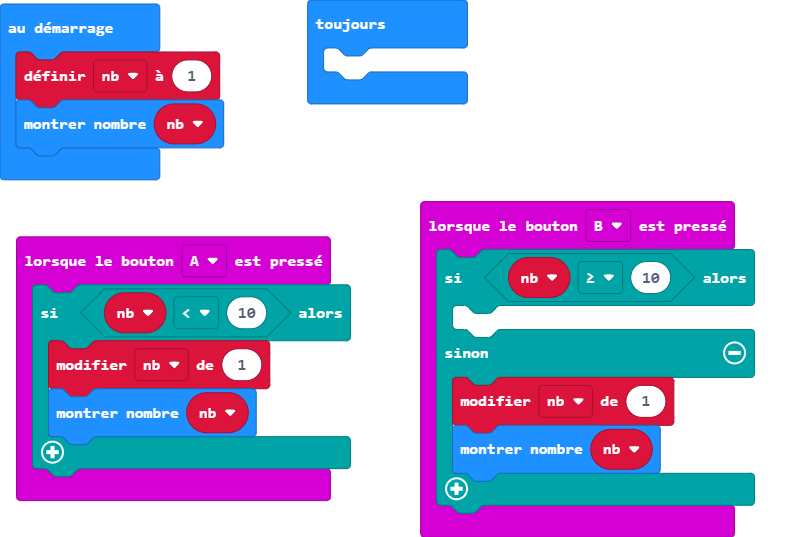 au démarrage
définir nb à 1
montrer nombre nb
toujours
lorsque le bouton A est pressé
si nb < 10 alors
modifier nb de 1
montrer nombre nb
lorsque le bouton B est pressé
si nb ≥ 10 alors
sinon
modifier nb de 1
montrer nombre nb